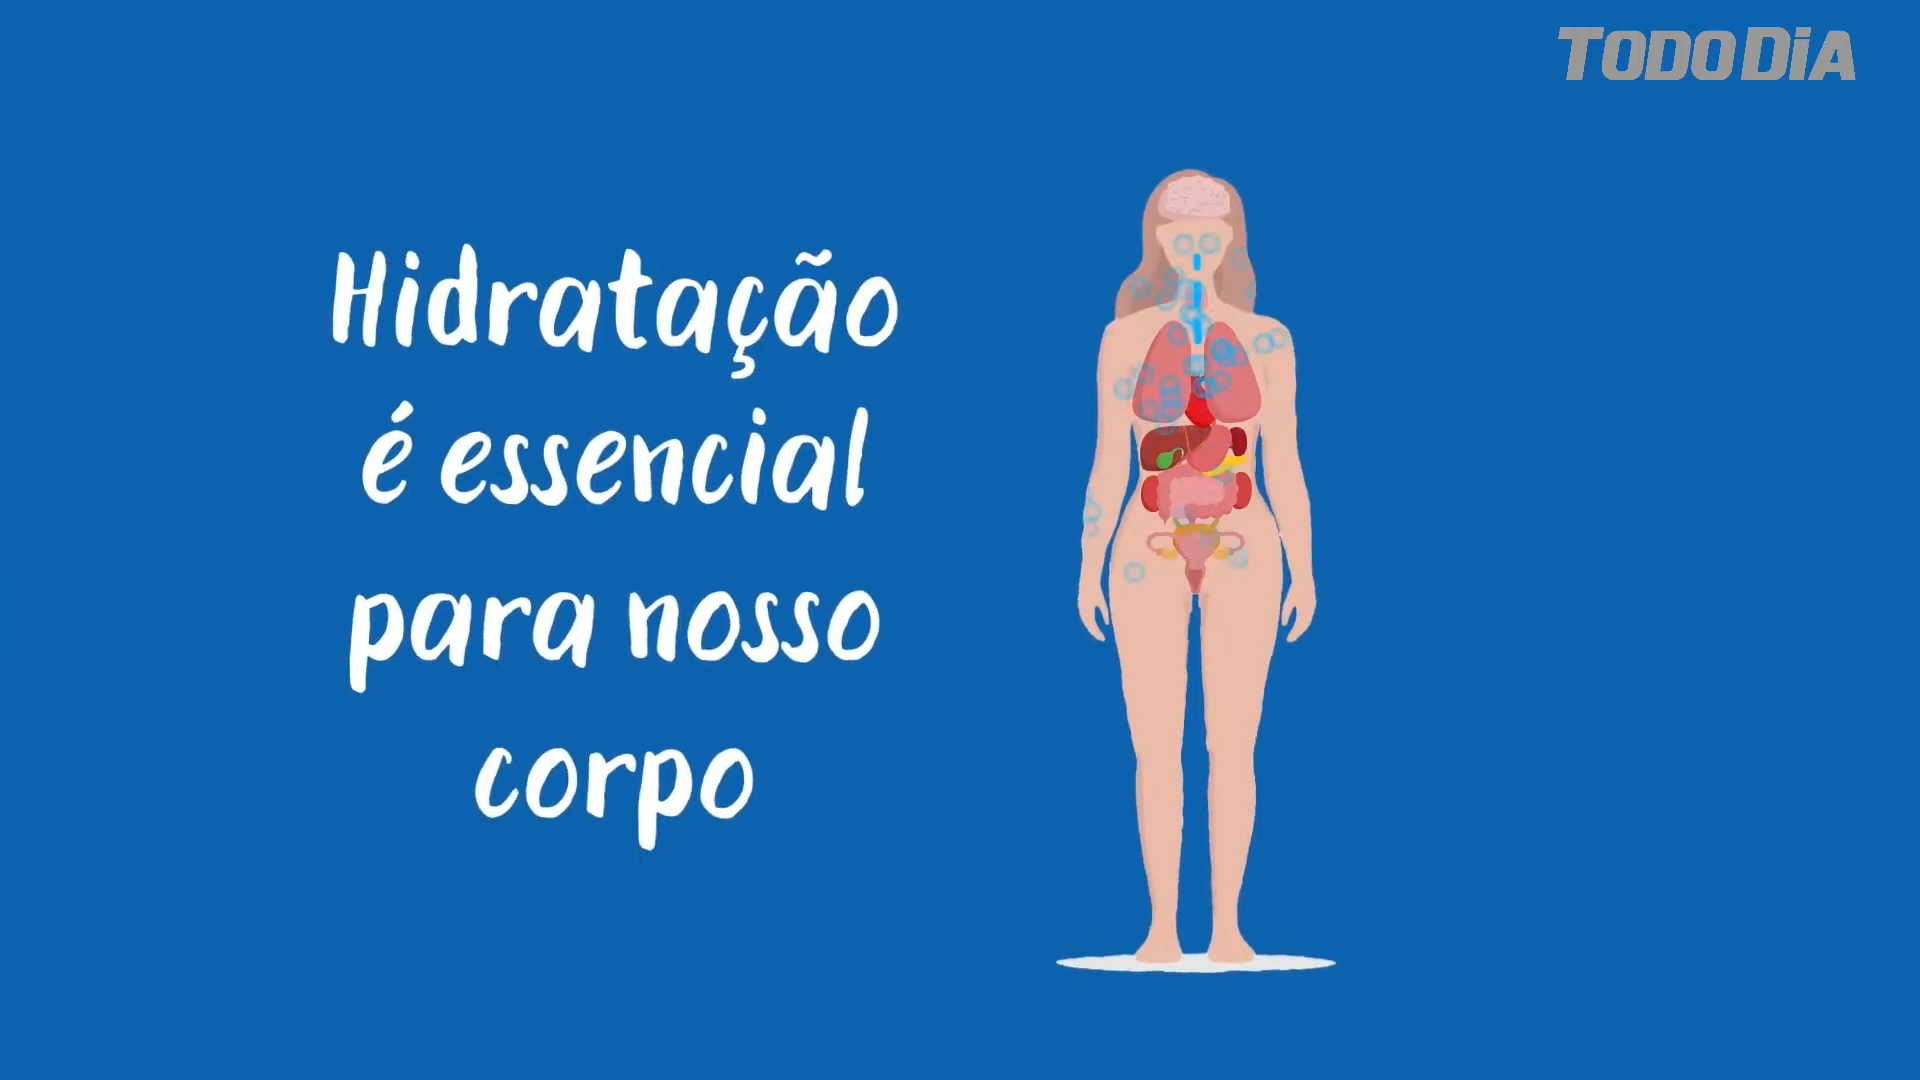 TODODiA
Hidratação
é essencial
para nosso
corpo